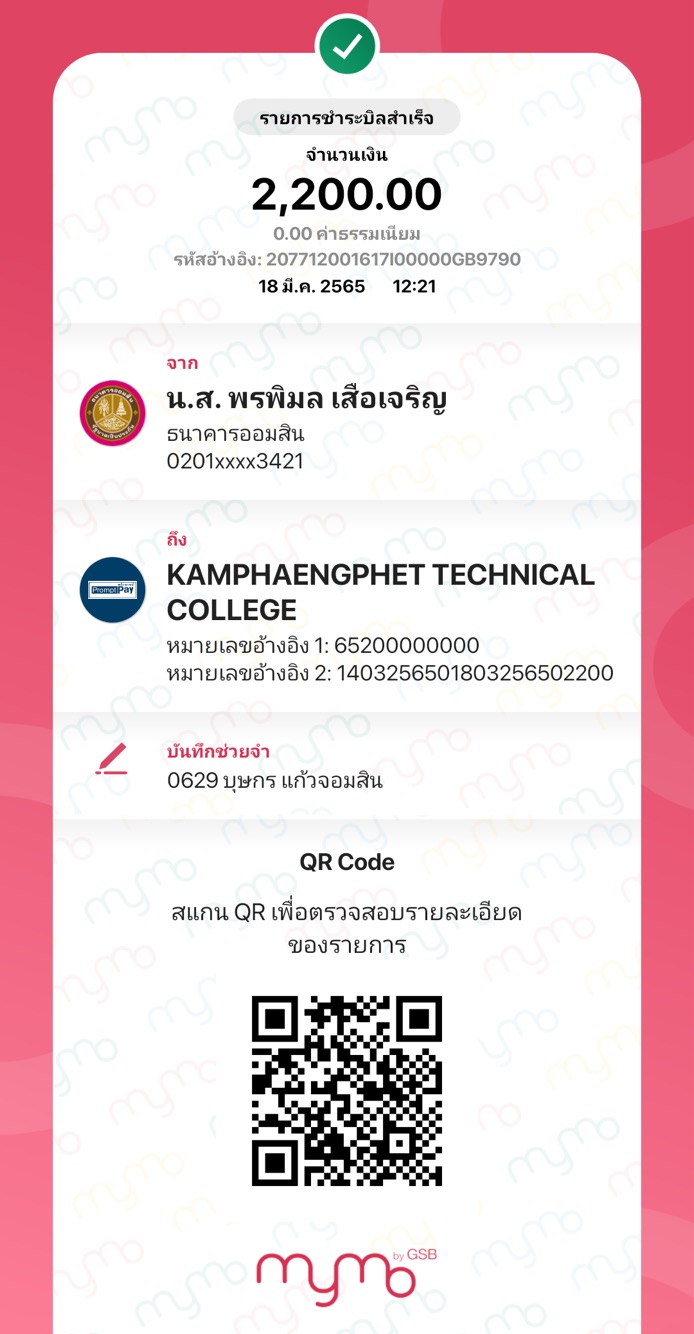 รายการชำระบิลสำเร็จ
จำนวนเงิน
2,200.00
0.00 ค่าธรรมเนียม
รหัสอ้างอิง: 207712001617I00000GB9790
18 มี.ค. 2565 12:21
จาก
น.ส. พรพิมล เสือเจริญ
ธนาคารออมสิน
0201xxxx3421
ถึง
PromptPay
KAMPHAENGPHET TECHNICAL
COLLEGE
หมายเลขอ้างอิง 1: 65200000000
หมายเลขอ้างอิง 2: 1403256501803256502200
บันทึกช่วยจำ
0629 บุษกร แก้วจอมสิน
QR Code
สแกน QR เพื่อตรวจสอบรายละเอียด
ของรายการ
mymo by GSB